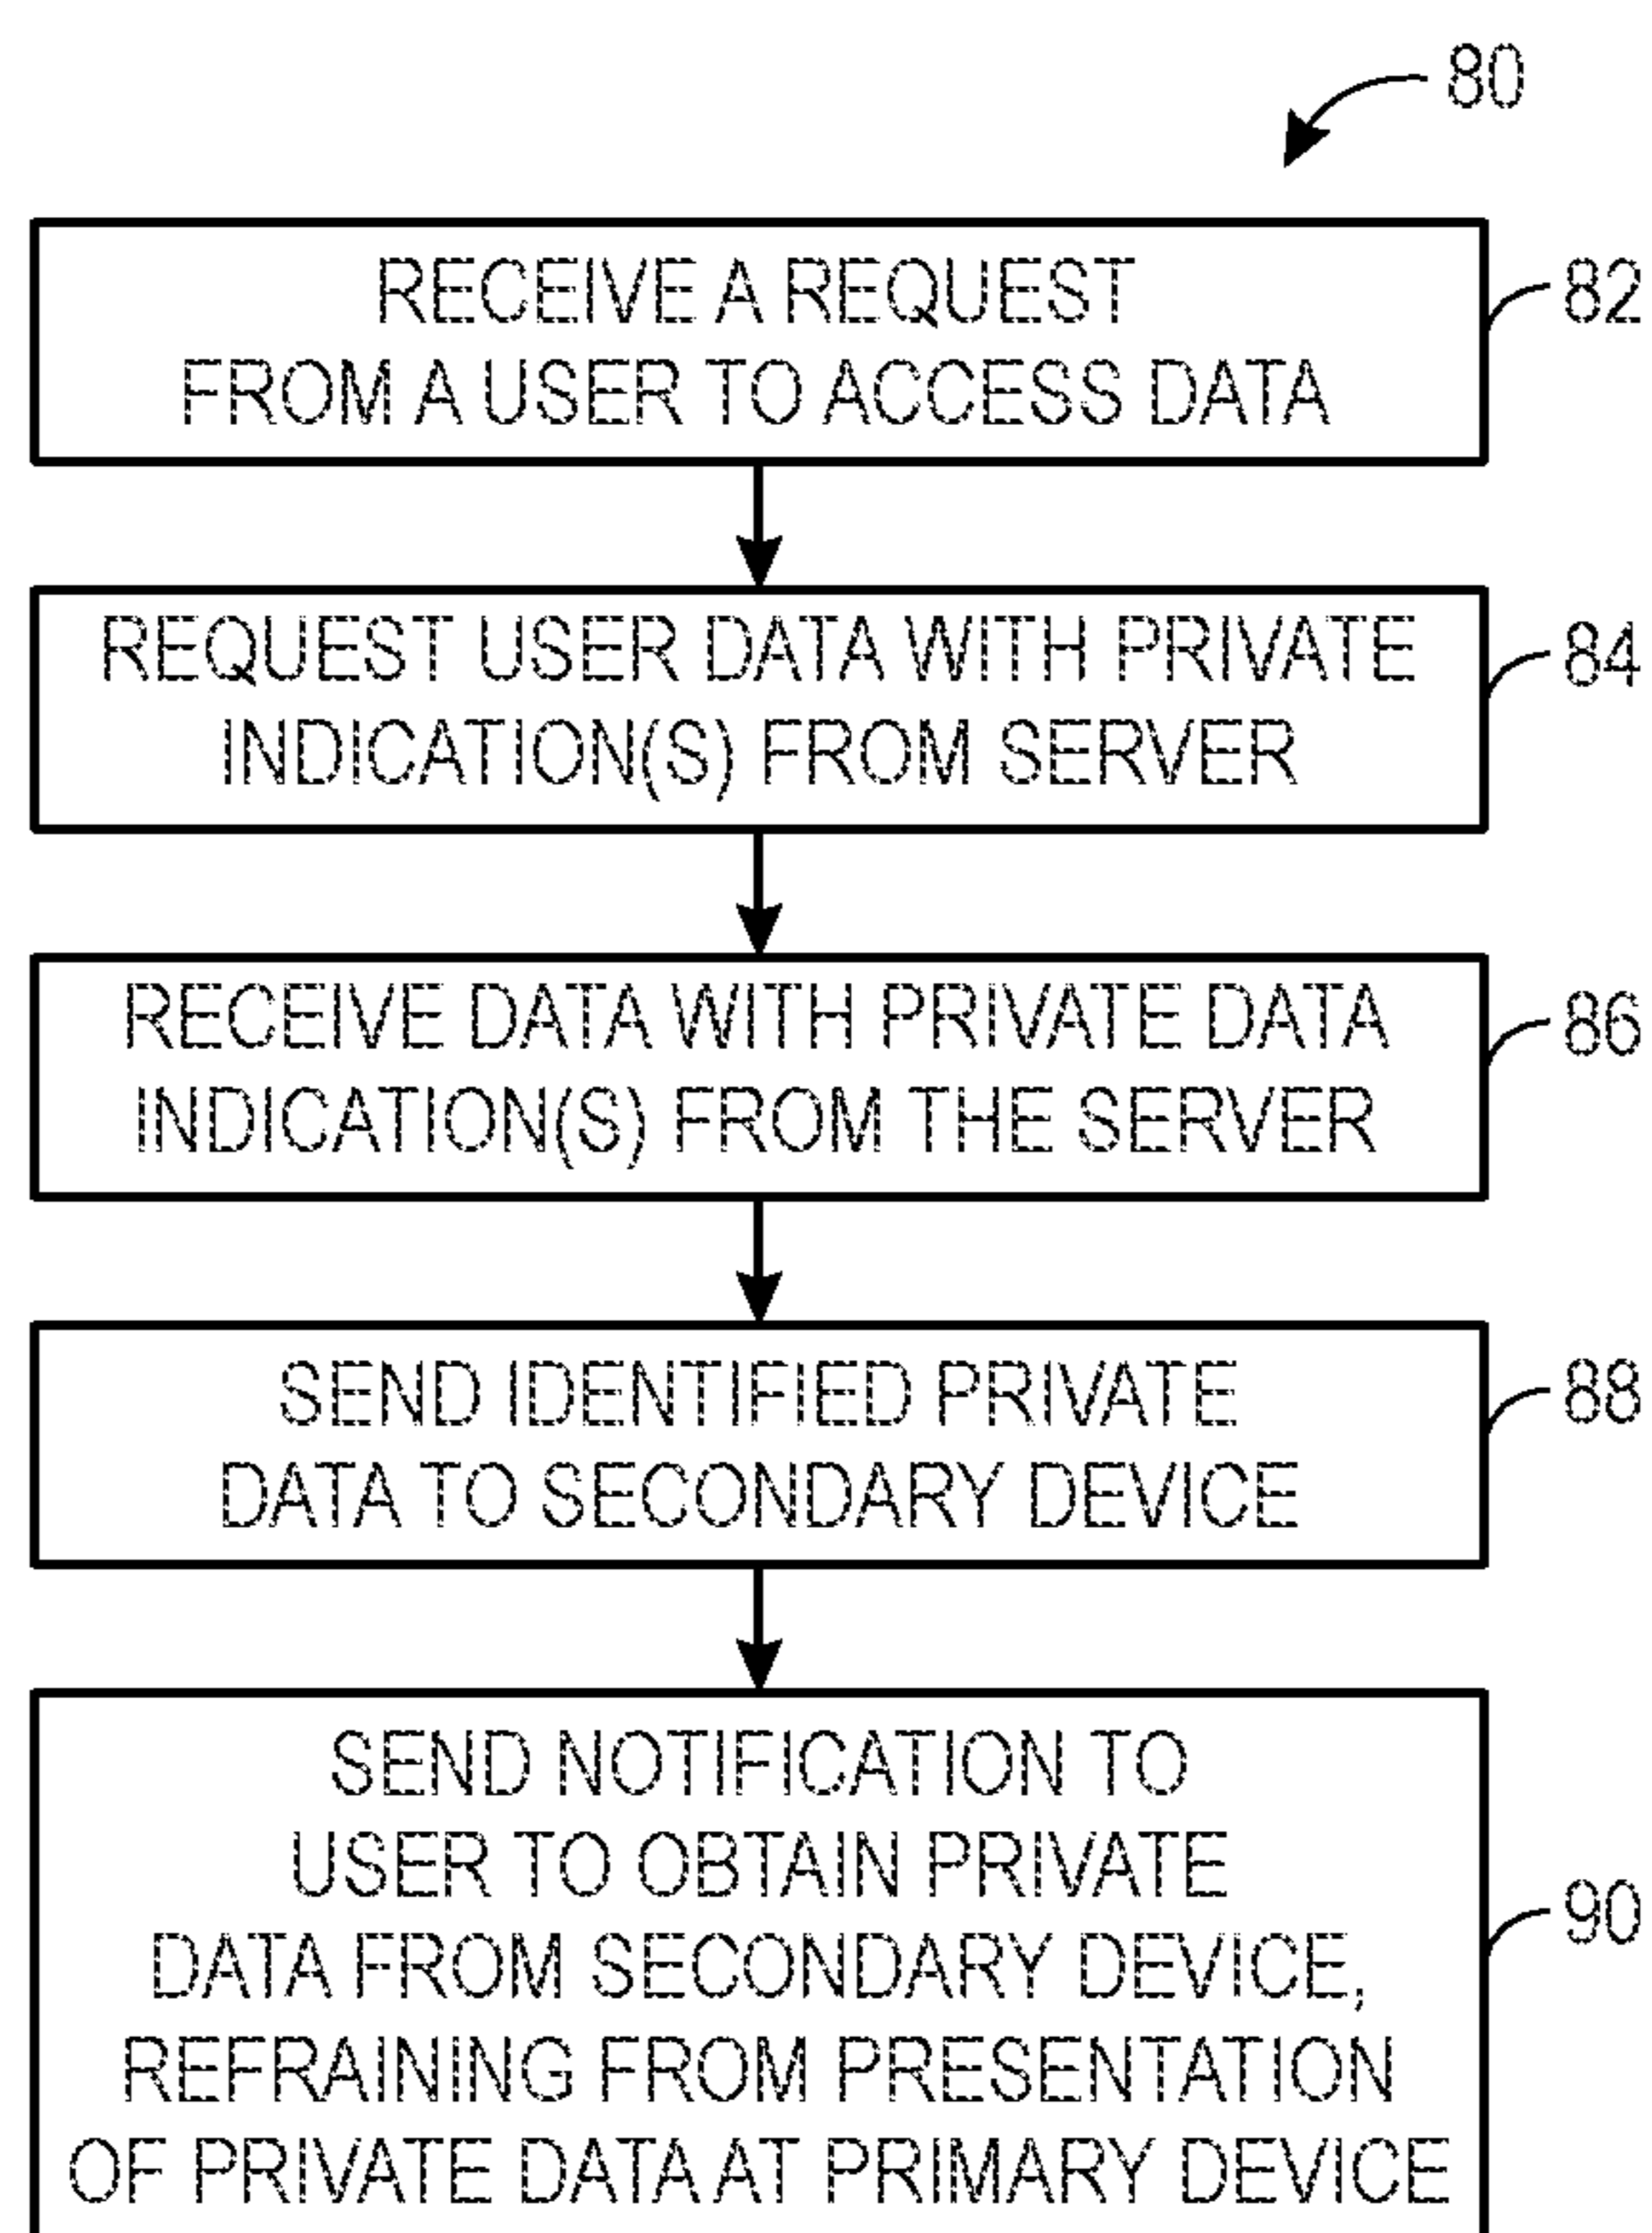 80
RECEIVE A REQUEST
FROM A USER TO ACCESS DATA
82
REQUEST USER DATA WITH PRIVATE
INDICATION(S) FROM SERVER
84
RECEIVE DATA WITH PRIVATE DATA
INDICATION(S) FROM THE SERVER
86
SEND IDENTIFIED PRIVATE
DATA TO SECONDARY DEVICE
88
SEND NOTIFICATION TO
USER TO OBTAIN PRIVATE
DATA FROM SECONDARY DEVICE,
REFRAINING FROM PRESENTATION
OF PRIVATE DATA AT PRIMARY DEVICE
90